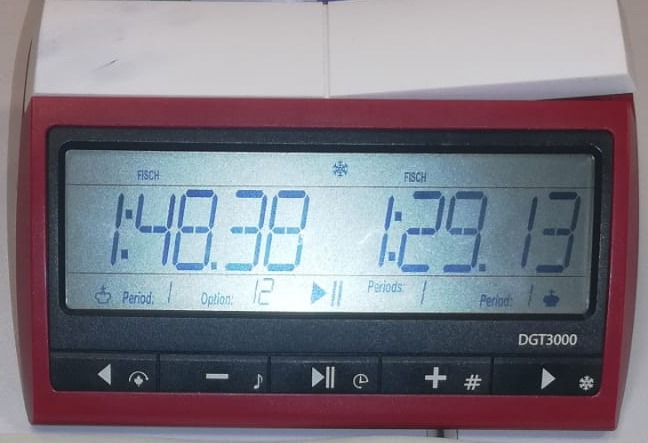 FISCH FISCH
1:48.38 1:29.13
Period: 1 Option: 12 Periods: 1 Period: 1
DGT3000
− + #